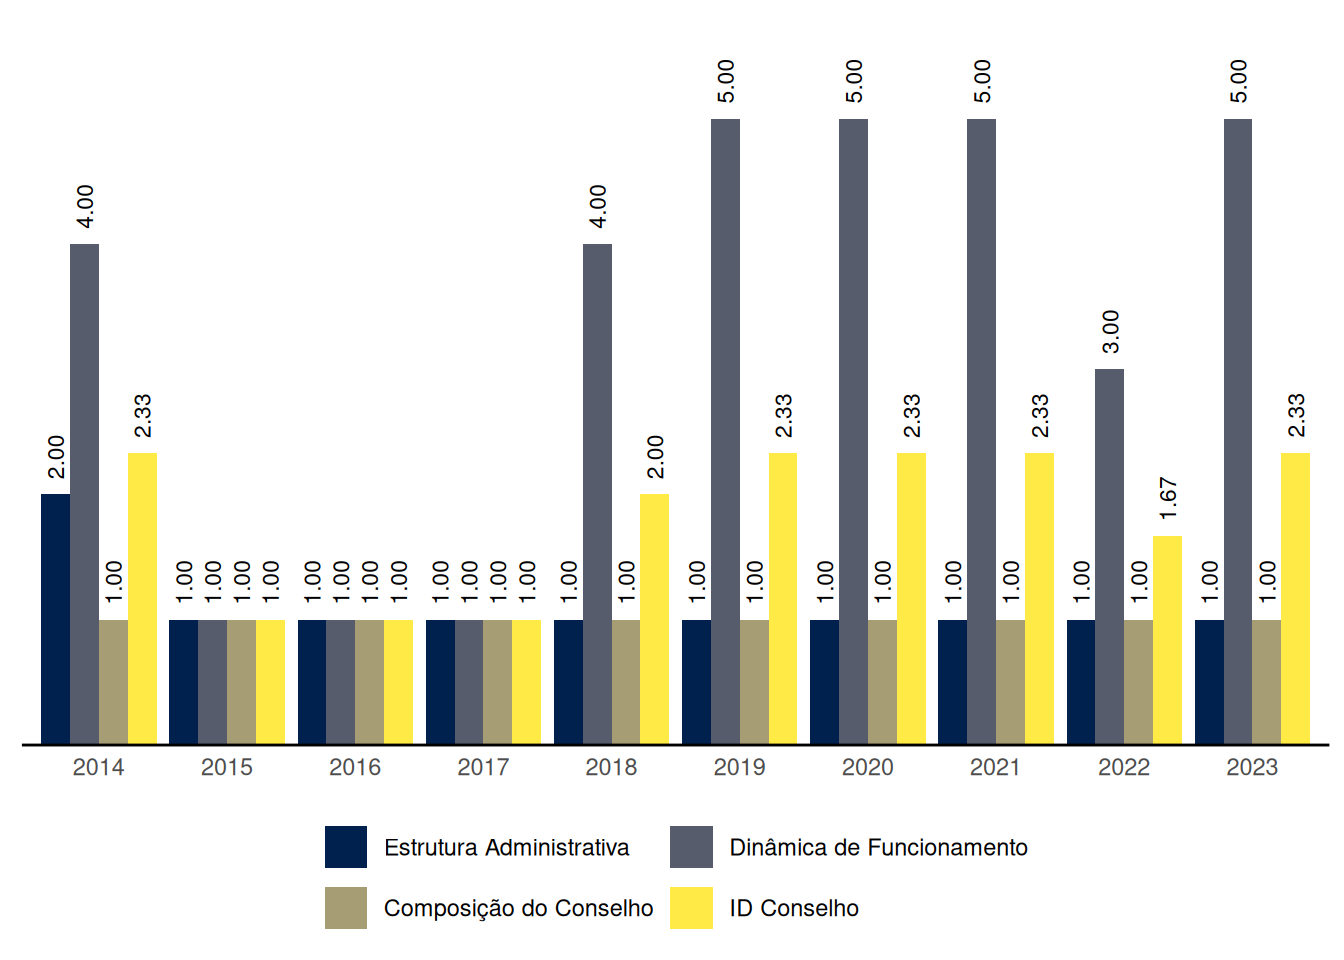 5.00 5.00 5.00 5.00
4.00 4.00
3.00
2.33 2.33 2.33 2.33 2.33
2.00 2.00
1.67
1.00 1.00 1.00 1.00 1.00 1.00 1.00 1.00 1.00 1.00 1.00 1.00 1.00 1.00 1.00 1.00 1.00 1.00 1.00 1.00 1.00 1.00 1.00 1.00 1.00
2014 2015 2016 2017 2018 2019 2020 2021 2022 2023
Estrutura Administrativa Dinâmica de Funcionamento
Composição do Conselho ID Conselho